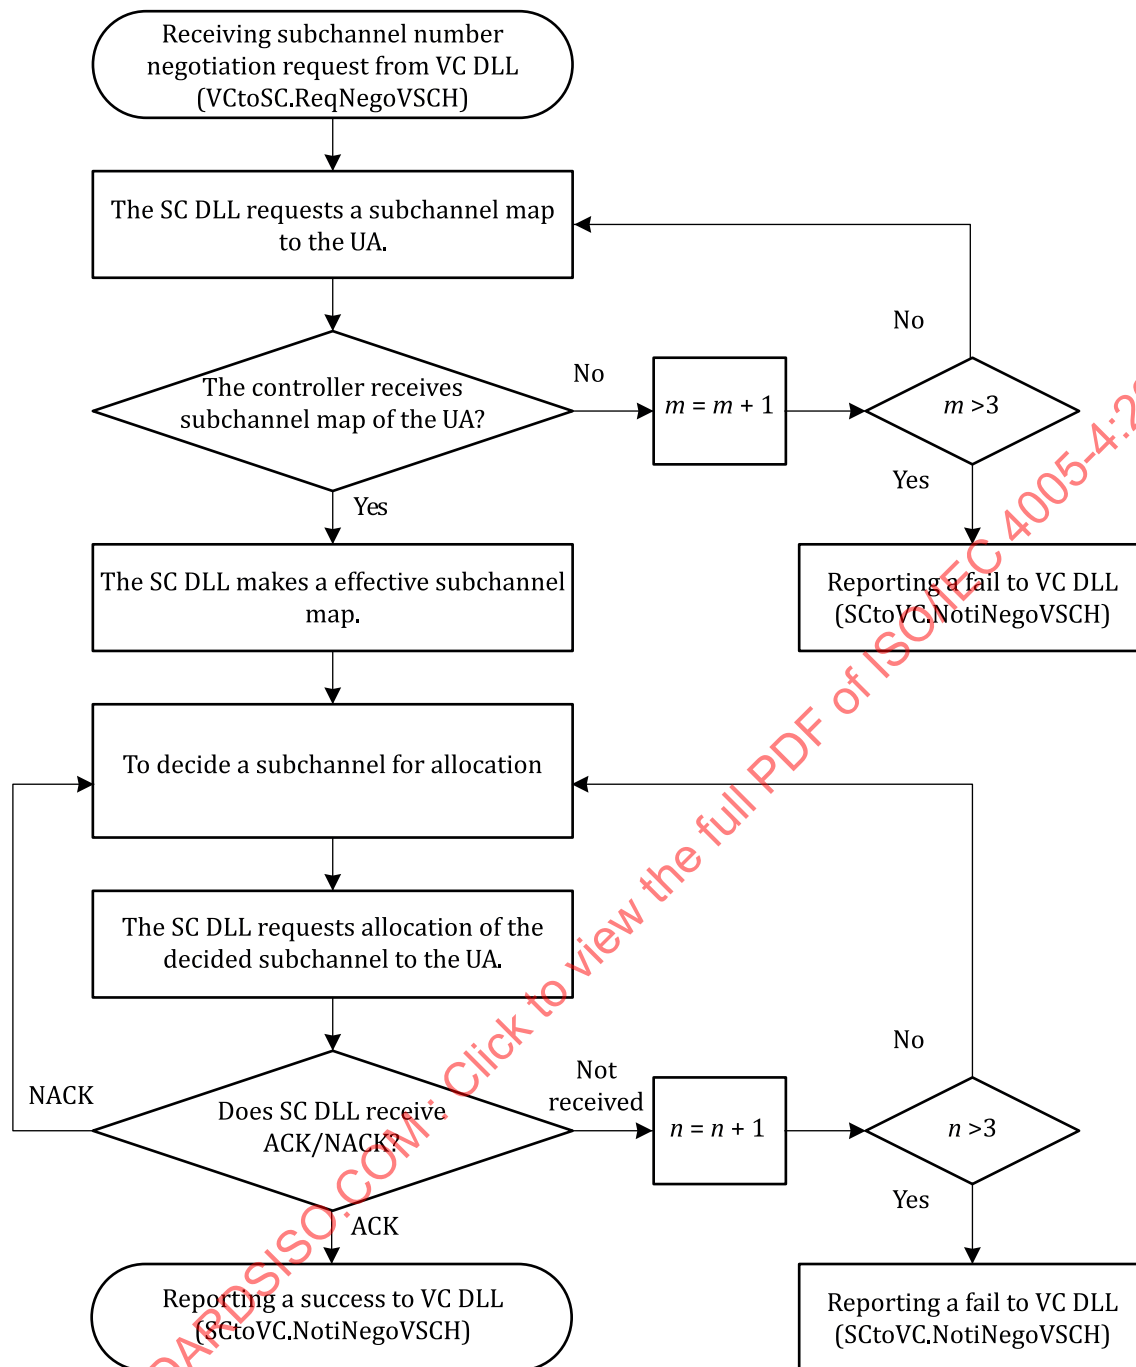 Receiving subchannel number
negotiation request from VC DLL
(VCtoSC.ReqNegoVSCH)
The SC DLL requests a subchannel map
to the UA.
No
The controller receives
subchannel map of the UA?
No
m = m + 1
m >3
Yes
Yes
The SC DLL makes a effective subchannel
map.
Reporting a fail to VC DLL
(SCtoVC.NotiNegoVSCH)
To decide a subchannel for allocation
The SC DLL requests allocation of the
decided subchannel to the UA.
No
NACK
Does SC DLL receive
ACK/NACK?
Not
received
n = n + 1
n >3
Yes
ACK
Reporting a success to VC DLL
(SCtoVC.NotiNegoVSCH)
Reporting a fail to VC DLL
(SCtoVC.NotiNegoVSCH)
DARDSISO.COM : Click to view the full PDF of ISO/IEC 4005-4:2